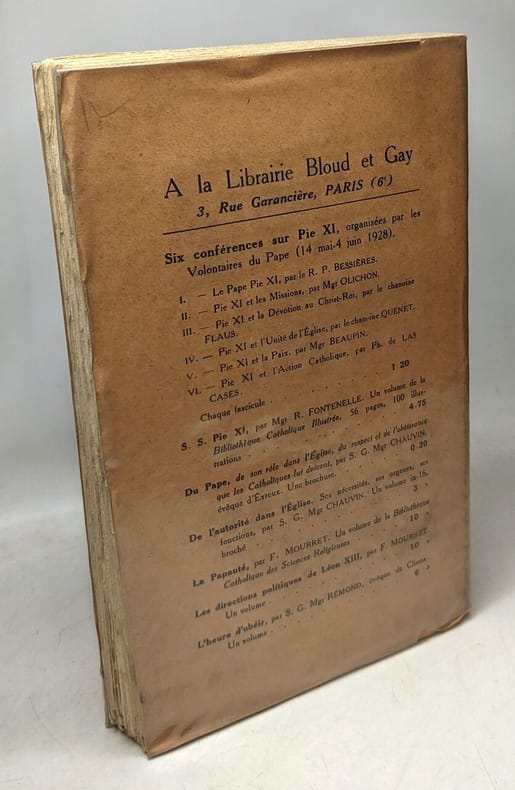 A la Librairie Bloud et Gay
3, Rue Garancière, PARIS (6e)
Six conférences sur Pie XI, organisées par les
Volontaires du Pape (14 mai-4 juin 1928).
I. — Le Pape Pie XI, par le R. P. BESSIÈRES.
II. — Pie XI et les Missions, par Mgr OLICHON.
III. — Pie XI et la Dévotion au Christ-Roi, par le chanoine
FLAUS.
IV. — Pie XI et l'Unité de l'Église, par le chanoine QUÉNET.
V. — Pie XI et la Paix, par Mgr BEAUPIN.
VI. — Pie XI et l'Action Catholique, par Ph. de LAS
CASES.
Chaque fascicule . . . . . . . . . . 1 20
S. S. Pie XI, par Mgr R. FONTENELLE. Un volume de la
Bibliothèque Catholique Illustrée. 56 pages, 100 illus-
trations . . . . . . . . . . 4.75
Du Pape, de son rôle dans l'Église, du respect et de l'obéissance
que les Catholiques lui doivent, par S. G. Mgr CHAUVIN,
évêque d'Évreux. Une brochure. . . . . 0.20
De l'autorité dans l'Église. Ses nécessités, ses organes, ses
fonctions, par S. G. Mgr CHAUVIN. Un volume in-16,
broché . . . . . . . . . . 3 »
La Papauté, par F. MOURRET. Un volume de la Bibliothèque
Catholique des Sciences Religieuses . . . . 10 »
Les directions politiques de Léon XIII, par F. MOURRET.
Un volume . . . . . . . . . . 10 »
L'heure d'obéir, par S. G. Mgr RÉMOND, évêque de Clisma.
Un volume . . . . . . . . . . 6 »